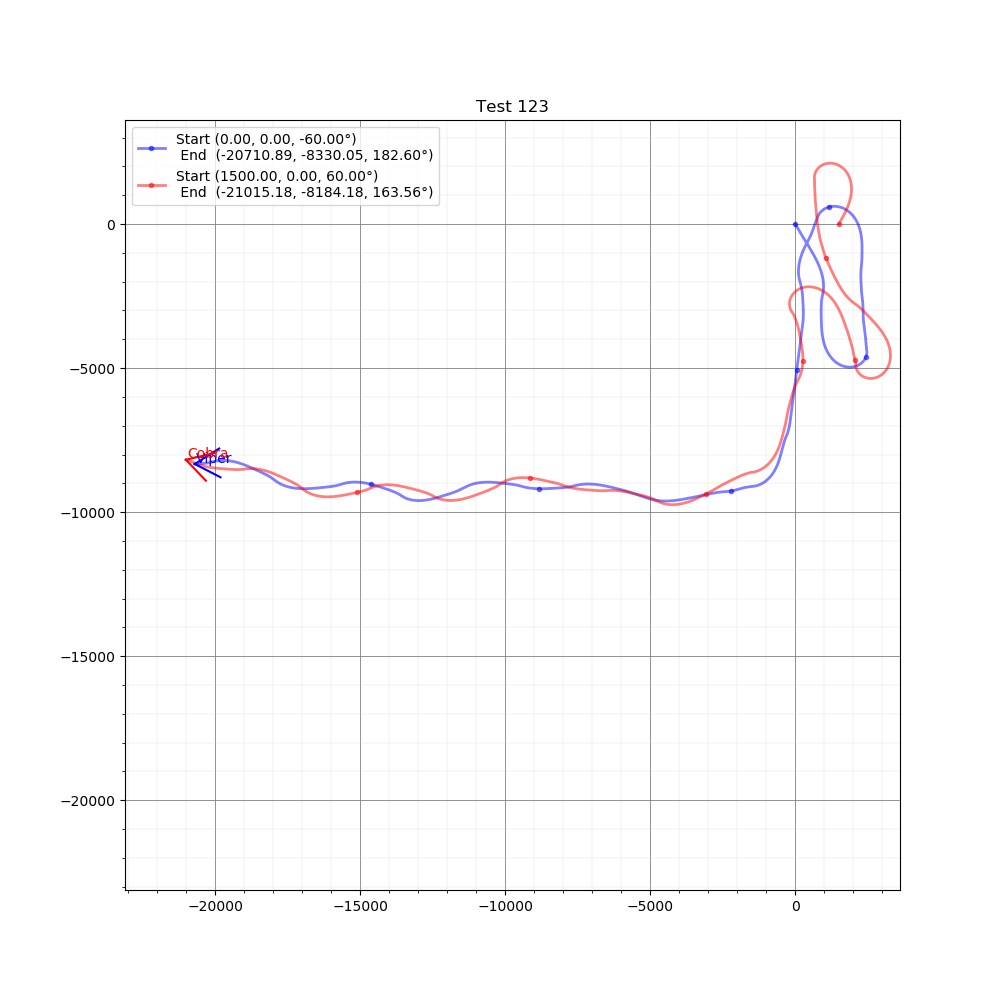 Test 123
Start (0.00, 0.00, -60.00°)
End (-20710.89, -8330.05, 182.60°)
Start (1500.00, 0.00, 60.00°)
End (-21015.18, -8184.18, 163.56°)
0
−5000
Cobra
Viper
−10000
−15000
−20000
−20000 −15000 −10000 −5000 0